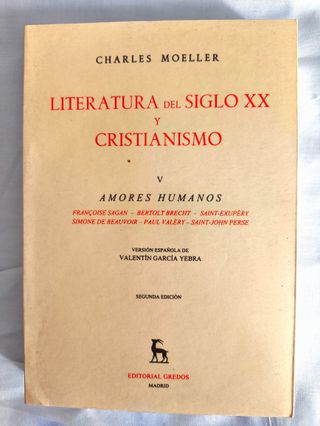 CHARLES MOELLER
LITERATURA DEL SIGLO XX
Y
CRISTIANISMO
V
AMORES HUMANOS
FRANÇOISE SAGAN – BERTOLT BRECHT – SAINT-EXUPÉRY
SIMONE DE BEAUVOIR – PAUL VALÉRY – SAINT-JOHN PERSE
VERSIÓN ESPAÑOLA DE
VALENTÍN GARCÍA YEBRA
SEGUNDA EDICIÓN
EDITORIAL GREDOS
MADRID